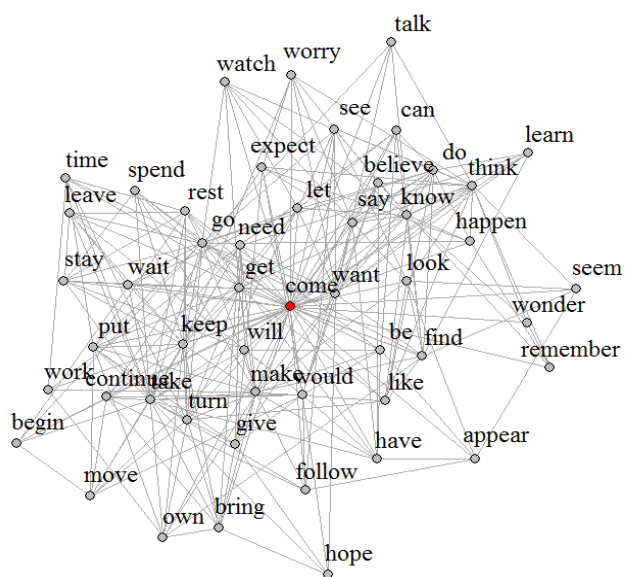 talk
worry
watch
see
can
learn
expect
do
believe
think
time
spend
leave
rest
let
say
know
go
need
happen
stay
wait
get
want
look
come
seem
wonder
put
keep
will
be
find
remember
work
continue
take
make
would
like
turn
begin
give
have
appear
move
follow
own
bring
hope